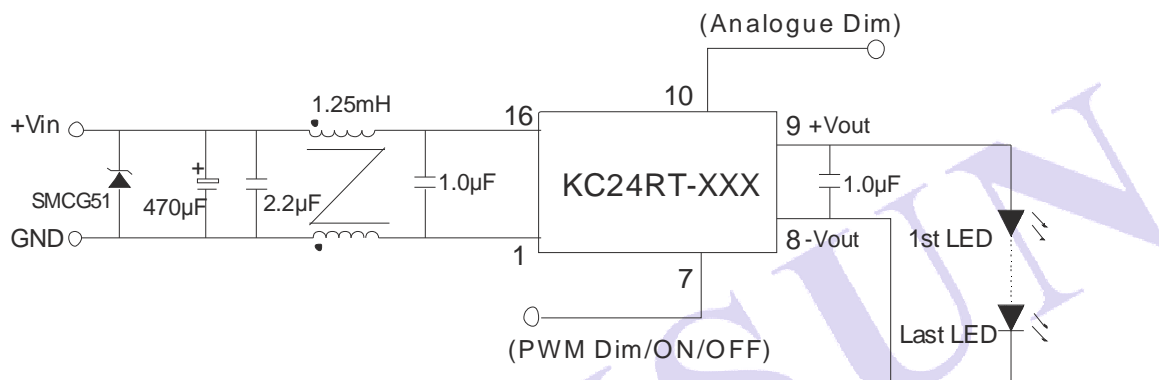 (Analogue Dim)
1.25mH
10
+Vin
16
9 +Vout
KC24RT-XXX
SMCG51
+
470µF
2.2µF
1.0µF
1.0µF
GND
1
8 -Vout
1st LED
7
Last LED
(PWM Dim/ON/OFF)
SUN